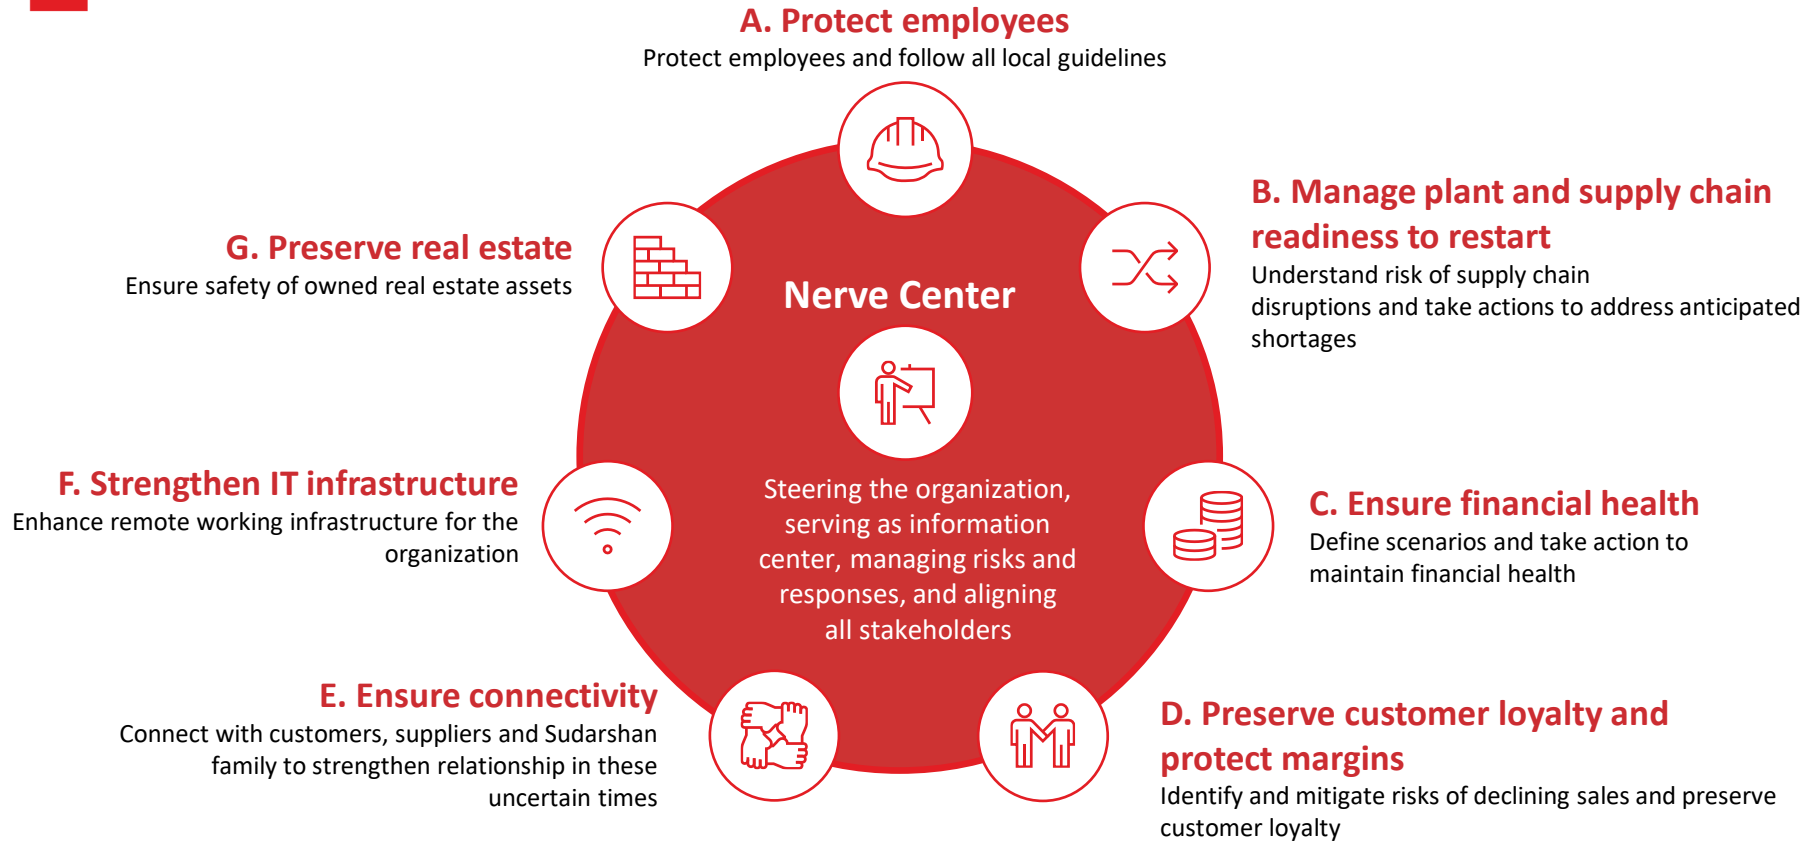 A. Protect employees
Protect employees and follow all local guidelines
B. Manage plant and supply chain
readiness to restart
Understand risk of supply chain
disruptions and take actions to address anticipated
shortages
C. Ensure financial health
Define scenarios and take action to
maintain financial health
D. Preserve customer loyalty and
protect margins
Identify and mitigate risks of declining sales and preserve
customer loyalty
E. Ensure connectivity
Connect with customers, suppliers and Sudarshan
family to strengthen relationship in these
uncertain times
F. Strengthen IT infrastructure
Enhance remote working infrastructure for the
organization
G. Preserve real estate
Ensure safety of owned real estate assets
Nerve Center
Steering the organization,
serving as information
center, managing risks and
responses, and aligning
all stakeholders